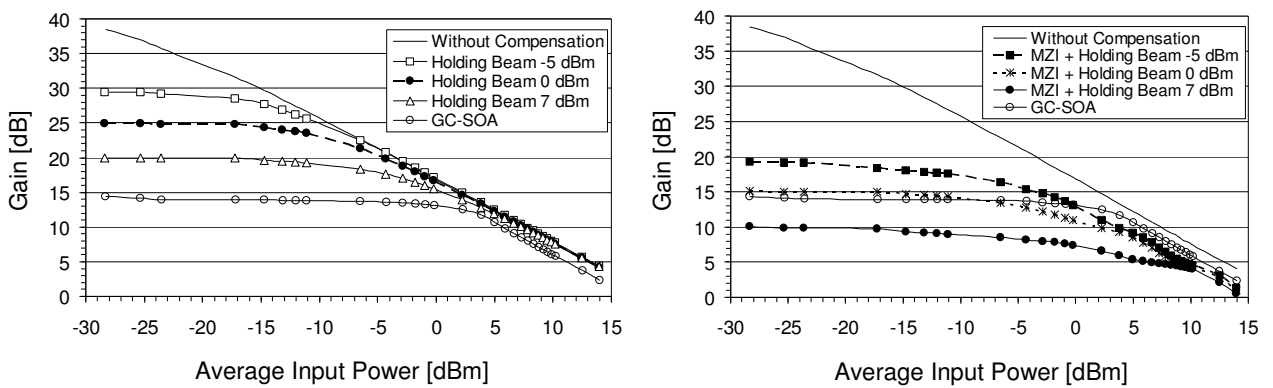 40
35
30
25
20
15
10
5
0
Gain [dB]
Without Compensation
Holding Beam -5 dBm
Holding Beam 0 dBm
Holding Beam 7 dBm
GC-SOA
-30 -25 -20 -15 -10 -5 0 5 10 15
Average Input Power [dBm]
40
35
30
25
20
15
10
5
0
Gain [dB]
Without Compensation
MZI + Holding Beam -5 dBm
MZI + Holding Beam 0 dBm
MZI + Holding Beam 7 dBm
GC-SOA
-30 -25 -20 -15 -10 -5 0 5 10 15
Average Input Power [dBm]